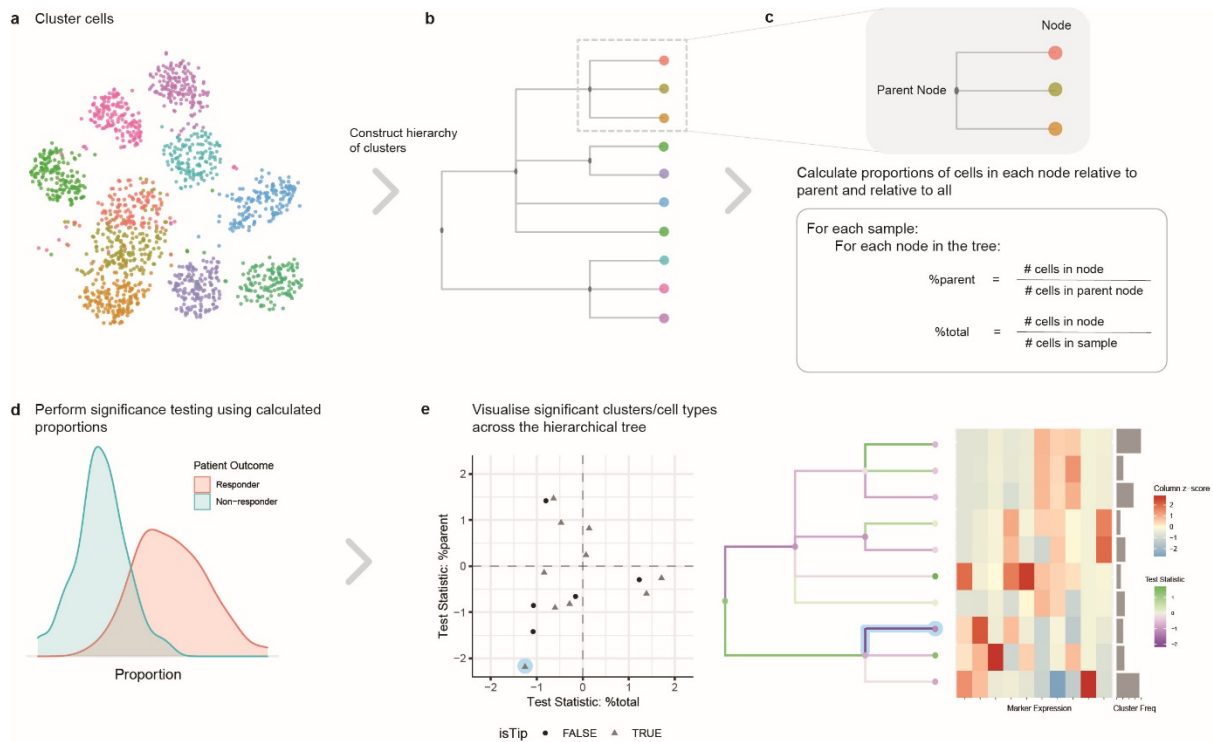 a Cluster cells
b
Construct hierarchy
of clusters
c
Node
Parent Node
Calculate proportions of cells in each node relative to
parent and relative to all
For each sample:
For each node in the tree:
%parent = # cells in node
# cells in parent node
%total = # cells in node
# cells in sample
d Perform significance testing using calculated
proportions
Patient Outcome
Responder
Non-responder
Proportion
e Visualise significant clusters/cell types
across the hierarchical tree
Test Statistic: %parent
2
1
0
−1
−2
−2 −1 0 1 2
Test Statistic: %total
isTip FALSE TRUE
Column z-score
2
1
0
-1
-2
Test Statistic
1
0
-1
-2
Marker Expression
Cluster Freq